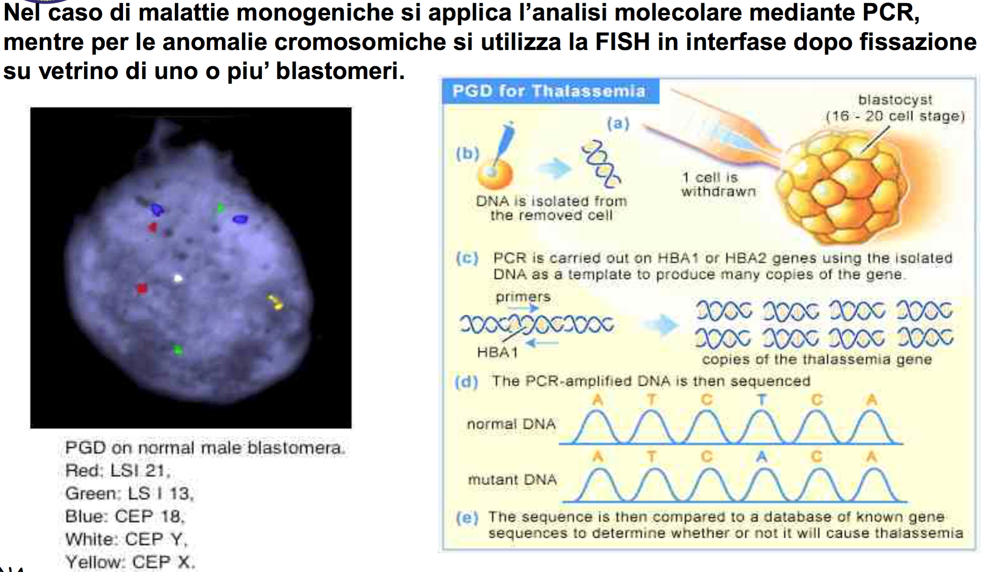 Nel caso di malattie monogeniche si applica l’analisi molecolare mediante PCR,
mentre per le anomalie cromosomiche si utilizza la FISH in interfase dopo fissazione
su vetrino di uno o piu’ blastomeri.
PGD on normal male blastomera.
Red: LSI 21,
Green: LS I 13,
Blue: CEP 18,
White: CEP Y,
Yellow: CEP X.
PGD for Thalassemia
(a)
blastocyst
(16 - 20 cell stage)
1 cell is
withdrawn
(b)
DNA is isolated from
the removed cell
(c) PCR is carried out on HBA1 or HBA2 genes using the isolated
DNA as a template to produce many copies of the gene.
primers
HBA1
copies of the thalassemia gene
(d) The PCR-amplified DNA is then sequenced
A T C T C A
normal DNA
A T C A C A
mutant DNA
(e) The sequence is then compared to a database of known gene
sequences to determine whether or not it will cause thalassemia